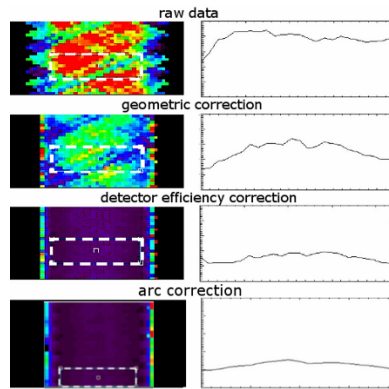 raw data
geometric correction
detector efficiency correction
arc correction